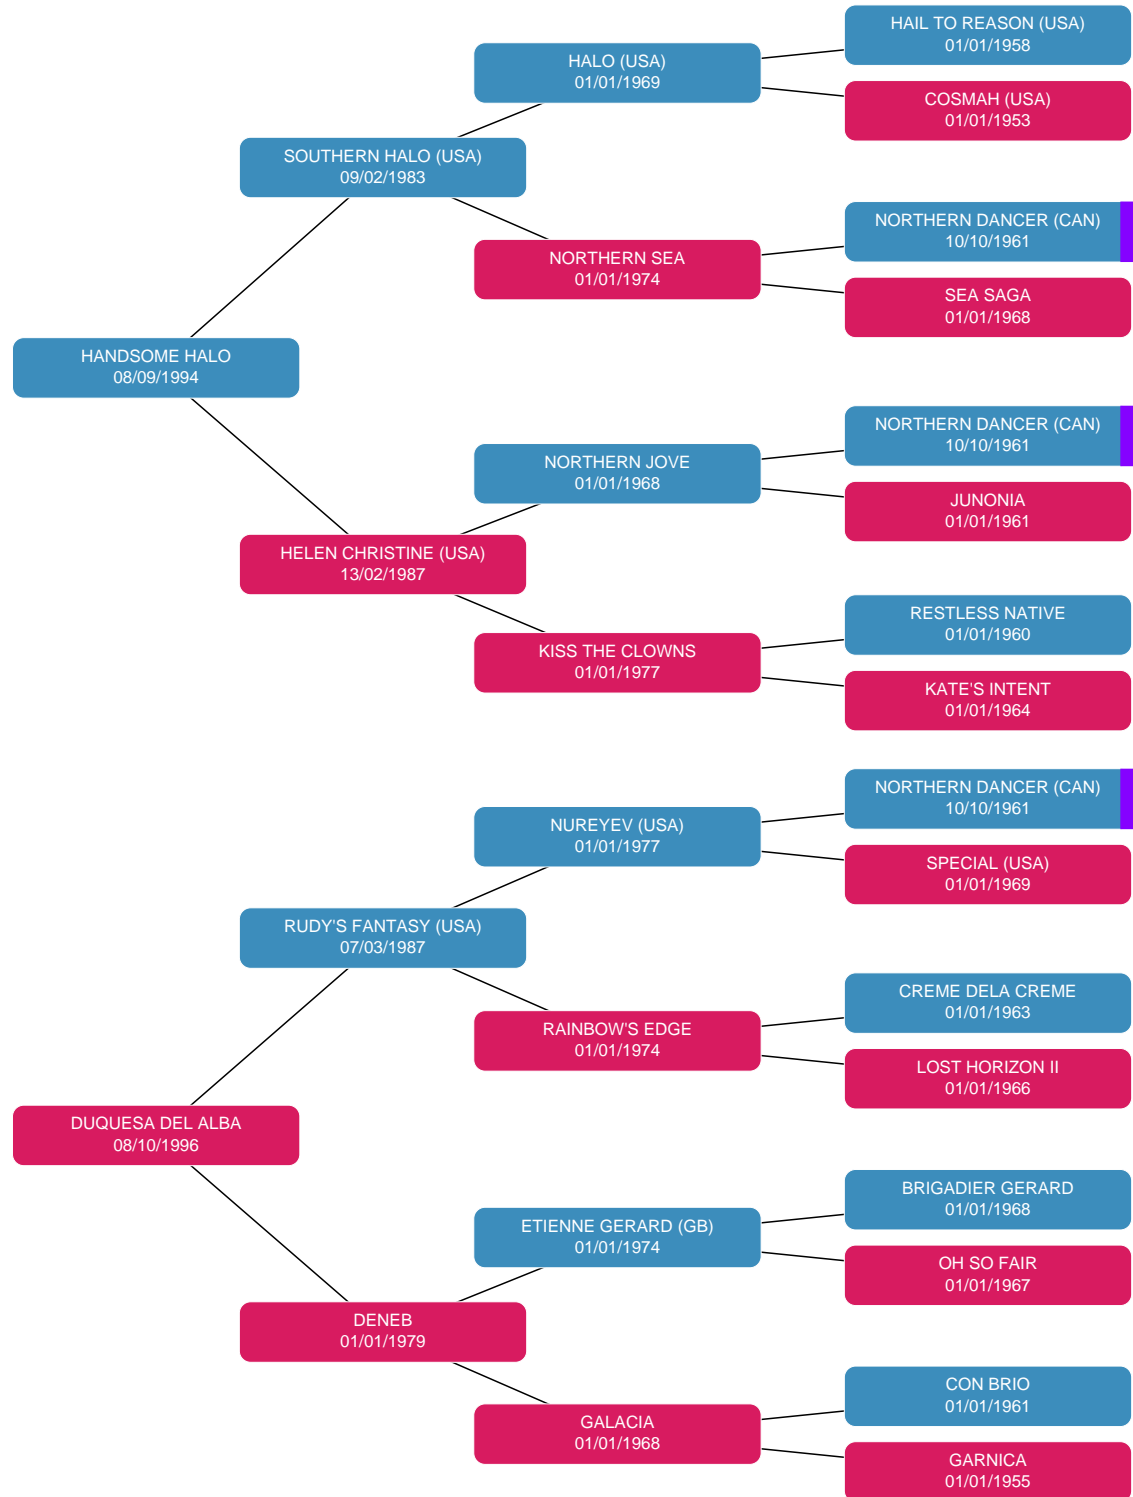 HAIL TO REASON (USA)
01/01/1958
HALO (USA)
01/01/1969
COSMAH (USA)
01/01/1953
SOUTHERN HALO (USA)
09/02/1983
NORTHERN DANCER (CAN)
10/10/1961
NORTHERN SEA
01/01/1974
SEA SAGA
01/01/1968
HANDSOME HALO
08/09/1994
NORTHERN DANCER (CAN)
10/10/1961
NORTHERN JOVE
01/01/1968
JUNONIA
01/01/1961
HELEN CHRISTINE (USA)
13/02/1987
RESTLESS NATIVE
01/01/1960
KISS THE CLOWNS
01/01/1977
KATE'S INTENT
01/01/1964
NORTHERN DANCER (CAN)
10/10/1961
NUREYEV (USA)
01/01/1977
SPECIAL (USA)
01/01/1969
RUDY'S FANTASY (USA)
07/03/1987
CREME DELA CREME
01/01/1963
RAINBOW'S EDGE
01/01/1974
LOST HORIZON II
01/01/1966
DUQUESA DEL ALBA
08/10/1996
BRIGADIER GERARD
01/01/1968
ETIENNE GERARD (GB)
01/01/1974
OH SO FAIR
01/01/1967
DENEB
01/01/1979
CON BRIO
01/01/1961
GALACIA
01/01/1968
GARNICA
01/01/1955